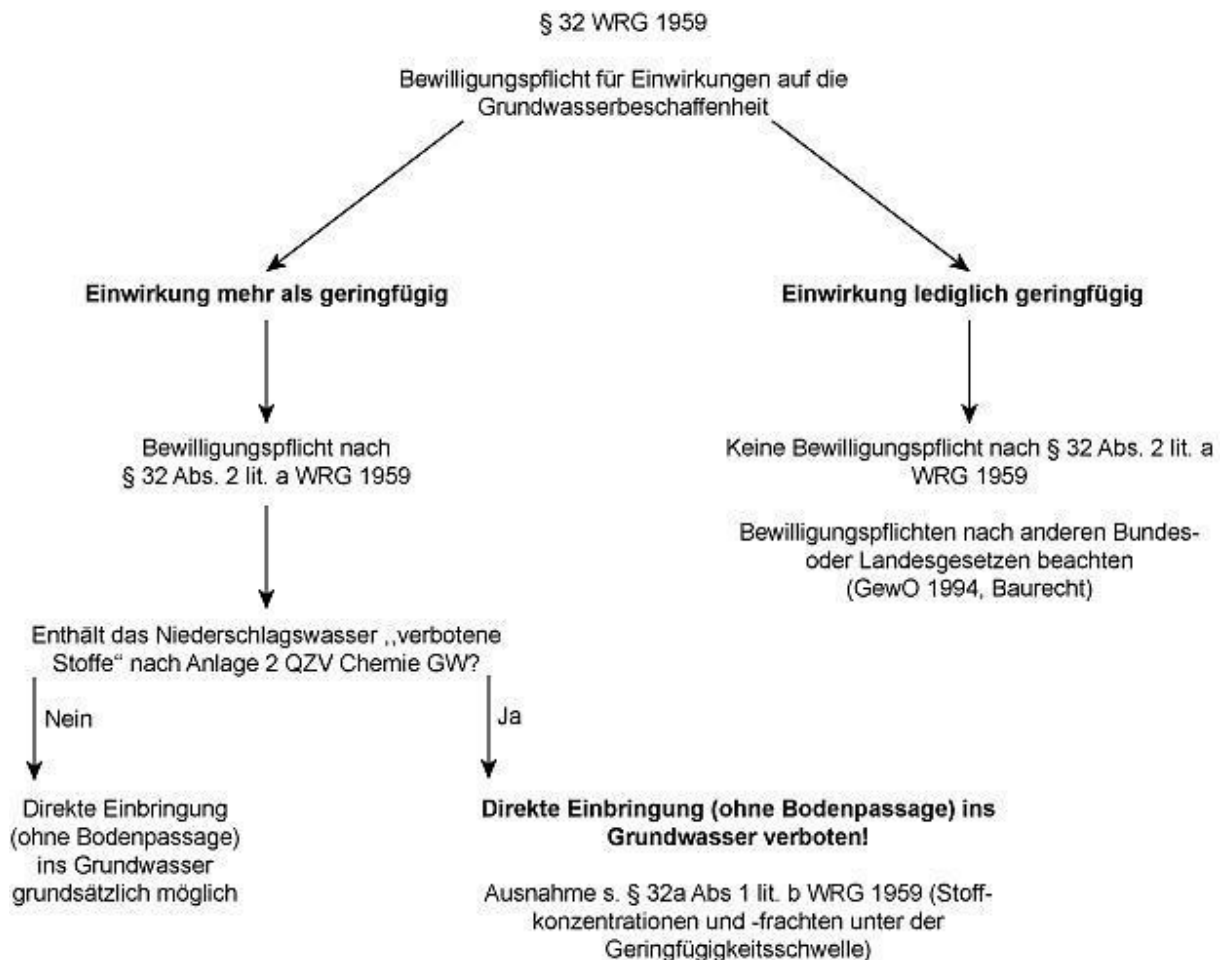 § 32 WRG 1959
Bewilligungspflicht für Einwirkungen auf die
Grundwasserbeschaffenheit
Einwirkung mehr als geringfügig
Einwirkung lediglich geringfügig
Bewilligungspflicht nach
§ 32 Abs. 2 lit. a WRG 1959
Keine Bewilligungspflicht nach § 32 Abs. 2 lit. a
WRG 1959
Bewilligungspflichten nach anderen Bundes-
oder Landesgesetzen beachten
(GewO 1994, Baurecht)
Enthält das Niederschlagswasser ,,verbotene
Stoffe“ nach Anlage 2 QZV Chemie GW?
Nein
Ja
Direkte Einbringung
(ohne Bodenpassage)
ins Grundwasser
grundsätzlich möglich
Direkte Einbringung (ohne Bodenpassage) ins
Grundwasser verboten!
Ausnahme s. § 32a Abs 1 lit. b WRG 1959 (Stoff-
konzentrationen und -frachten unter der
Geringfügigkeitsschwelle)